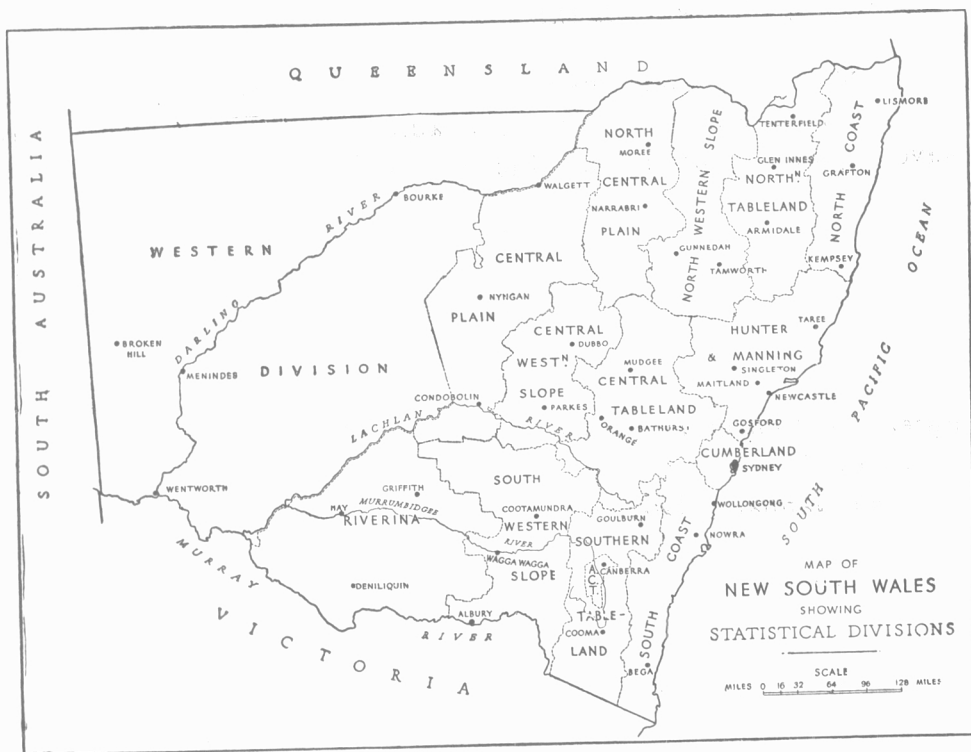 QUEENSLAND
SOUTH AUSTRALIA
WESTERN
DIVISION
DARLING
RIVER
BOURKE
BROKEN
HILL
MENINDEE
WENTWORTH
WALGETT
CENTRAL
PLAIN
NYNGAN
CONDOBOLIN
LACHLAN
RIVER
NORTH
MOREE
CENTRAL
NARRABRI
PLAIN
NORTH WESTERN SLOPE
GUNNEDAH
TAMWORTH
TENTERFIELD
GLEN INNES
NORTHN
TABLELAND
ARMIDALE
NORTH COAST
LISMORE
GRAFTON
KEMPSEY
CENTRAL
DUBBO
WESTN
SLOPE
PARKES
MUDGEE
CENTRAL
TABLELAND
ORANGE
BATHURST
HUNTER
TAREE
& MANNING
SINGLETON
MAITLAND
NEWCASTLE
GOSFORD
CUMBERLAND
SYDNEY
WOLLONGONG
NOWRA
SOUTH COAST
BEGA
SOUTH
COOTAMUNDRA
WESTERN
SLOPE
GRIFFITH
MURRUMBIDGEE
RIVER
HAY
RIVERINA
WAGGA WAGGA
DENILIQUIN
ALBURY
GOULBURN
SOUTHERN
A.C.T.
CANBERRA
TABLE-
COOMA
LAND
MURRAY
RIVER
VICTORIA
SOUTH PACIFIC OCEAN
MAP OF
NEW SOUTH WALES
SHOWING
STATISTICAL DIVISIONS
SCALE
MILES 0 16 32 64 96 128 MILES